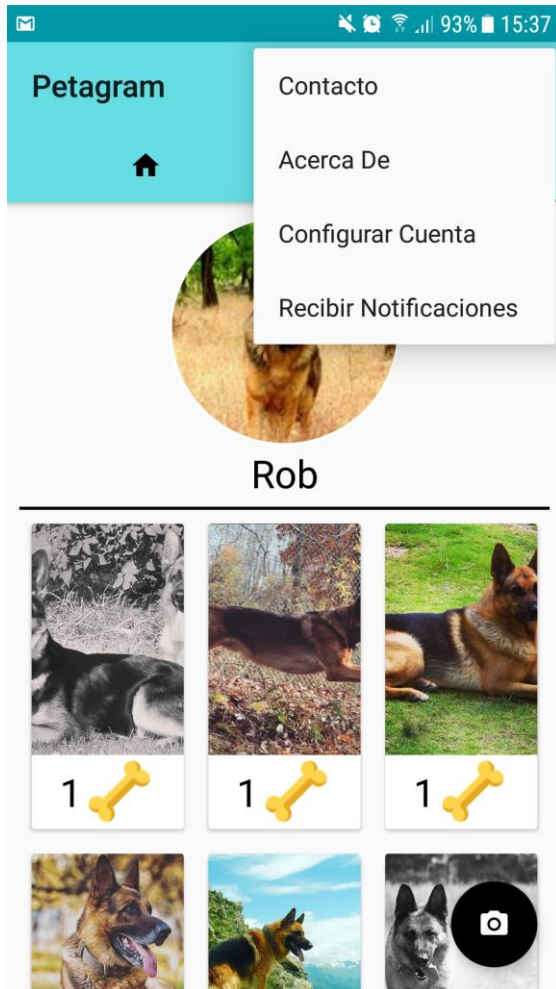 93% 15:37
Petagram
Contacto
Acerca De
Configurar Cuenta
Recibir Notificaciones
Rob
1
1
1